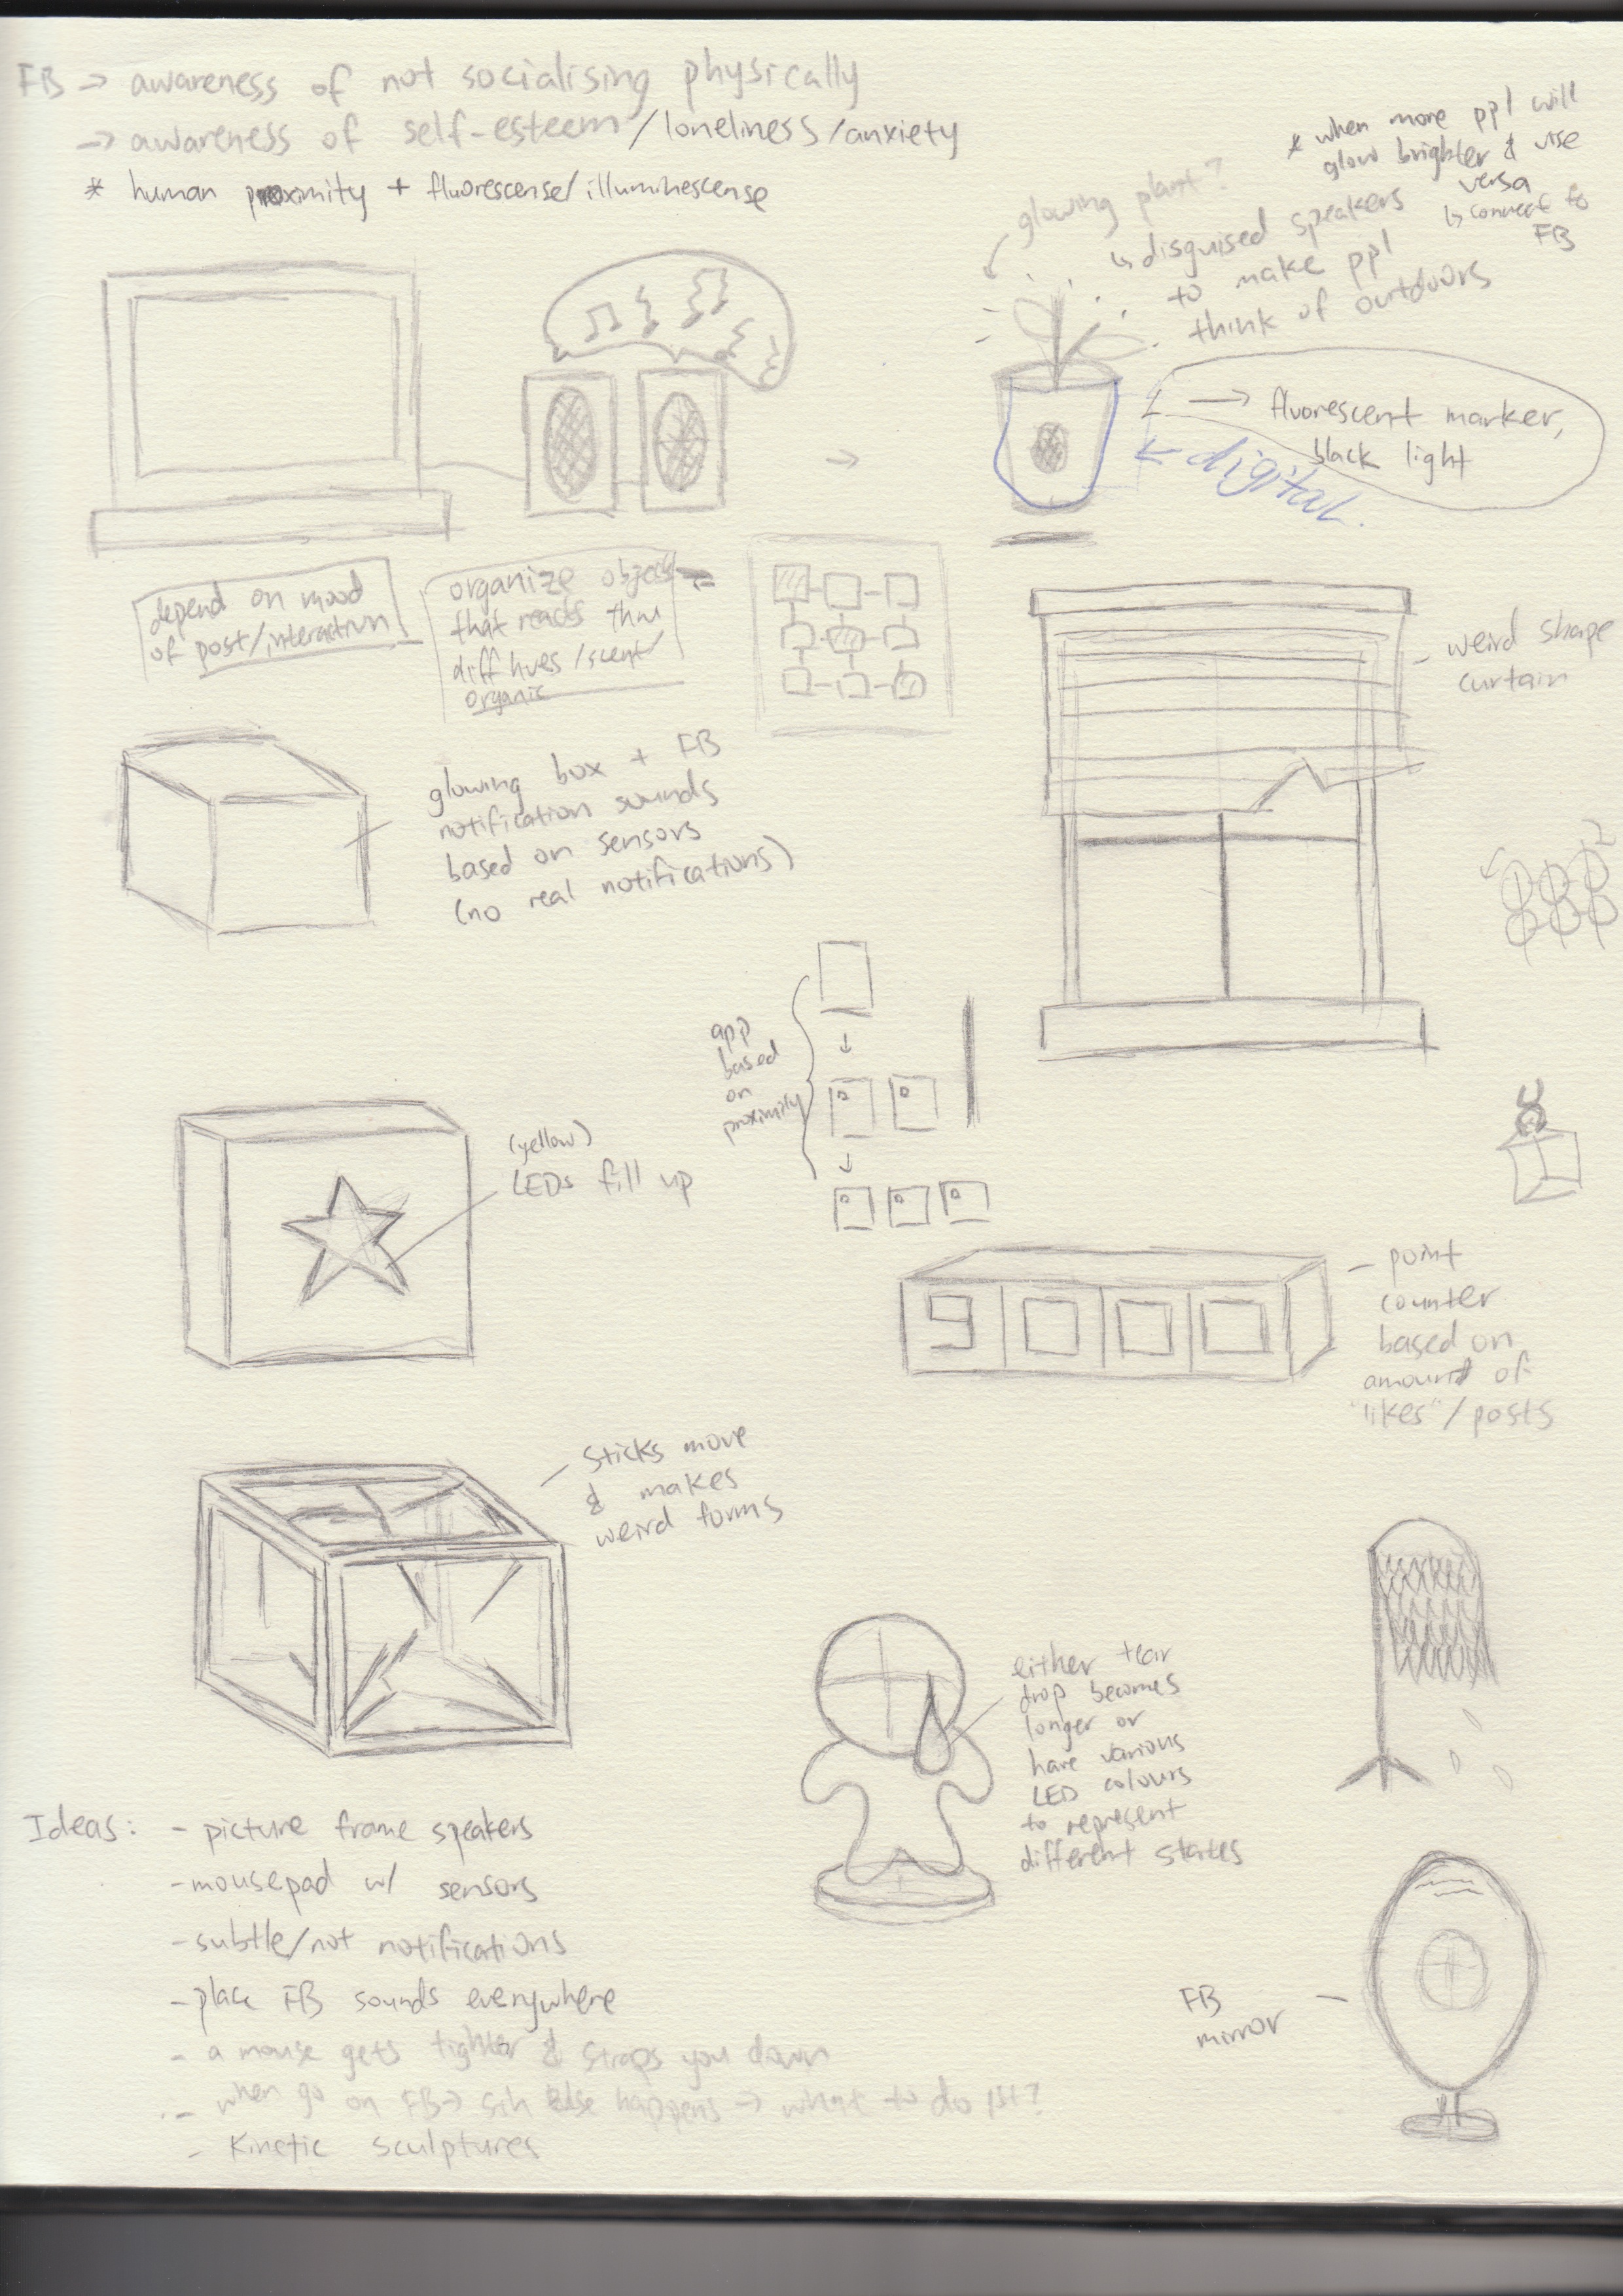 FB → awareness of not socialising physically
→ awareness of self-esteem/loneliness/anxiety
* human proximity + fluorescense/illuminescense
* when more ppl will
glow brighter & vise
versa
↳ connect to
FB
glowing plant?
↳ disguised speakers
to make ppl
think of outdoors
→ fluorescent marker,
black light
← digital.
depend on mood
of post/interaction
organize objects
that reacts thru
diff hues/scent
organic
weird shape
curtain
glowing box + FB
notification sounds
based on sensors
(no real notifications)
app
based
on
proximity
(yellow)
LEDs fill up
9000
point
counter
based on
amount of
"likes"/posts
sticks move
& makes
weird forms
either tear
drop becomes
longer or
have various
LED colours
to represent
different states
Ideas: - picture frame speakers
- mousepad w/ sensors
- subtle/not notifications
- place FB sounds everywhere
- a mouse gets tighter & straps you down
- when go on FB → sth else happens → what to do 1st?
- Kinetic sculptures
FB
mirror